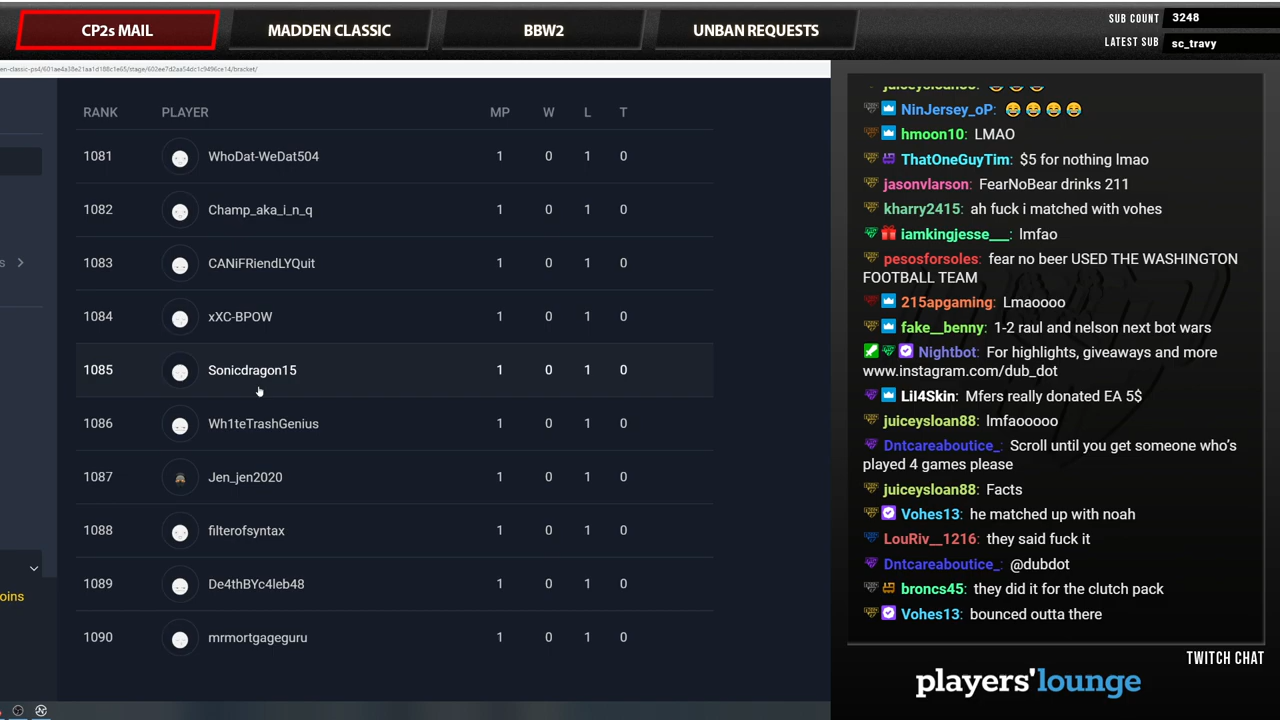 CP2s MAIL
MADDEN CLASSIC
BBW2
UNBAN REQUESTS
SUB COUNT 3248
LATEST SUB sc_travy
RANK PLAYER MP W L T
1081 WhoDat-WeDat504 1 0 1 0
1082 Champ_aka_i_n_q 1 0 1 0
1083 CANiFRiendLYQuit 1 0 1 0
1084 xXC-BPOW 1 0 1 0
1085 Sonicdragon15 1 0 1 0
1086 Wh1teTrashGenius 1 0 1 0
1087 Jen_jen2020 1 0 1 0
1088 filterofsyntax 1 0 1 0
1089 De4thBYc4leb48 1 0 1 0
1090 mrmortgageguru 1 0 1 0
s
oins
NinJersey_oP: 😂 😂 😂 😂
hmoon10: LMAO
ThatOneGuyTim: $5 for nothing lmao
jasonvlarson: FearNoBear drinks 211
kharry2415: ah fuck i matched with vohes
iamkingjesse___: lmfao
pesosforsoles: fear no beer USED THE WASHINGTON
FOOTBALL TEAM
215apgaming: Lmaoooo
fake__benny: 1-2 raul and nelson next bot wars
Nightbot: For highlights, giveaways and more
www.instagram.com/dub_dot
Lil4Skin: Mfers really donated EA 5$
juiceysloan88: lmfaooooo
Dntcareaboutice_: Scroll until you get someone who's
played 4 games please
juiceysloan88: Facts
Vohes13: he matched up with noah
LouRiv__1216: they said fuck it
Dntcareaboutice_: @dubdot
broncs45: they did it for the clutch pack
Vohes13: bounced outta there
TWITCH CHAT
players'lounge